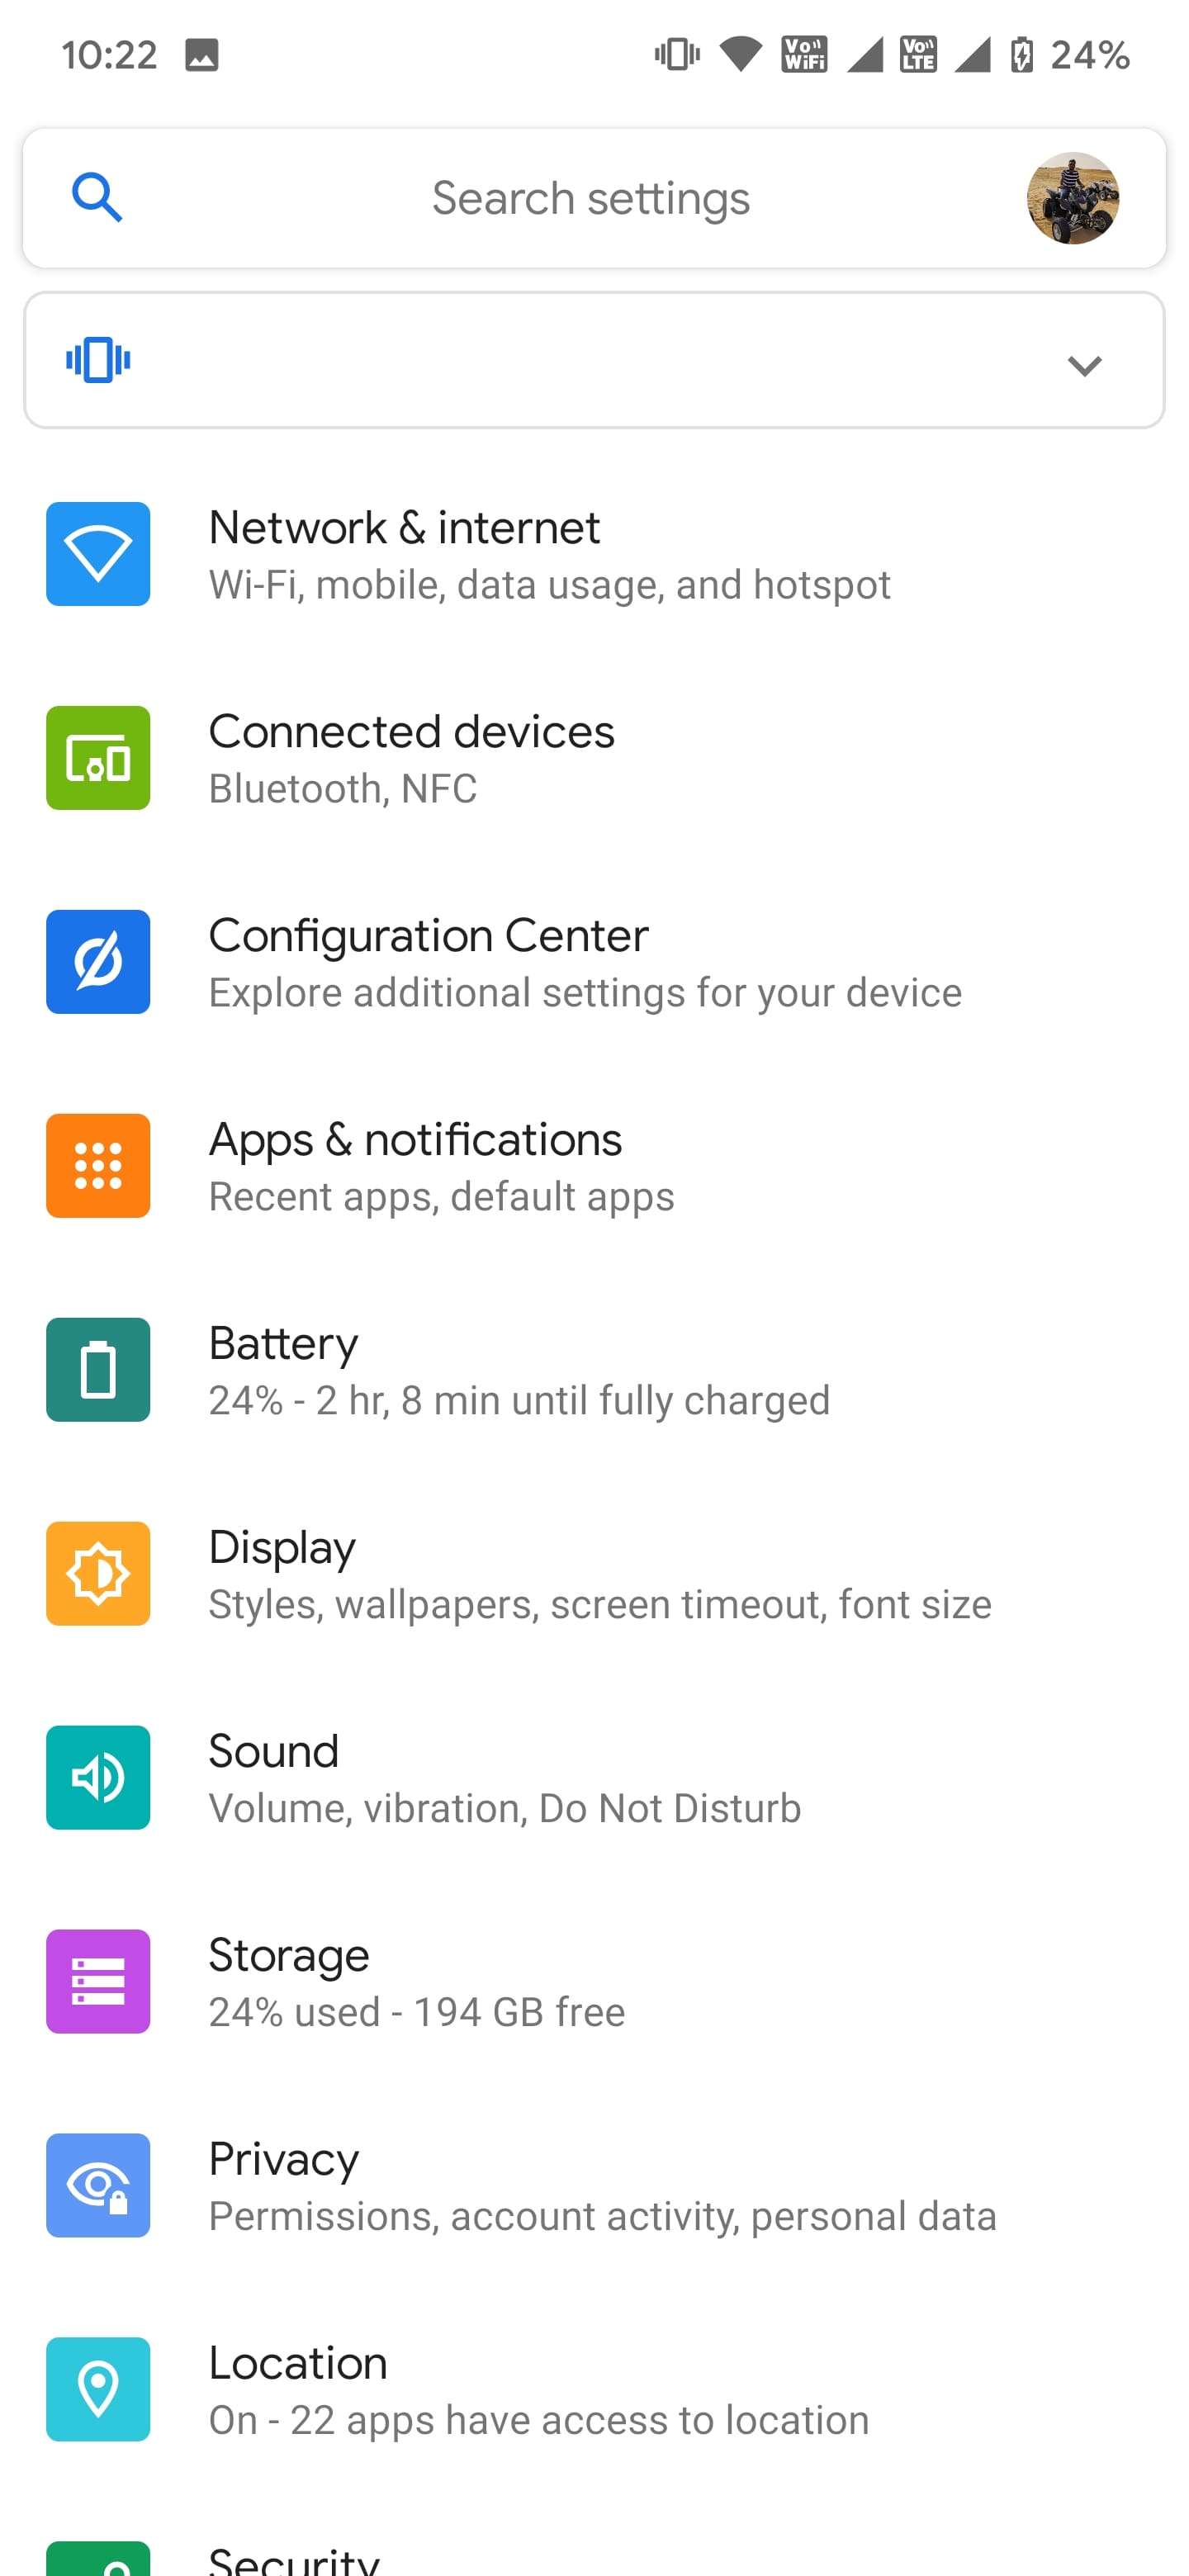 10:22 24%
Vo WiFi Vo LTE
Search settings
Network & internet
Wi-Fi, mobile, data usage, and hotspot
Connected devices
Bluetooth, NFC
Configuration Center
Explore additional settings for your device
Apps & notifications
Recent apps, default apps
Battery
24% - 2 hr, 8 min until fully charged
Display
Styles, wallpapers, screen timeout, font size
Sound
Volume, vibration, Do Not Disturb
Storage
24% used - 194 GB free
Privacy
Permissions, account activity, personal data
Location
On - 22 apps have access to location
Security